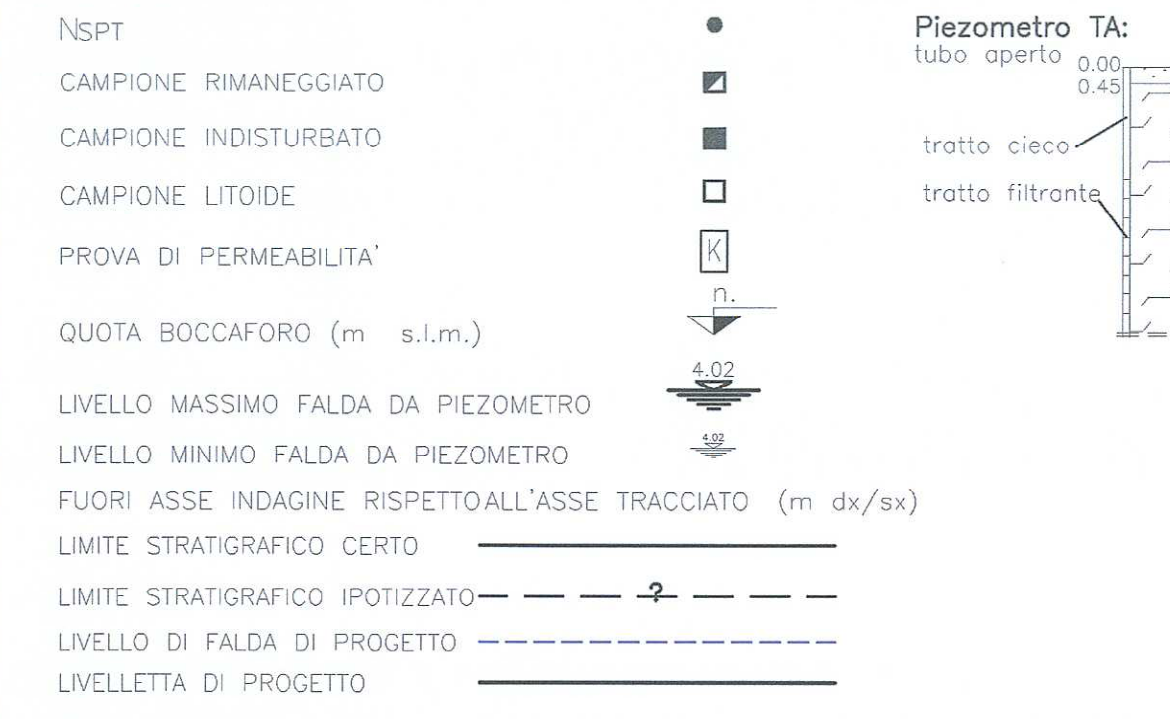 NSPT
CAMPIONE RIMANEGGIATO
CAMPIONE INDISTURBATO
CAMPIONE LITOIDE
PROVA DI PERMEABILITA'
K
n.
QUOTA BOCCAFORO (m s.l.m.)
4.02
LIVELLO MASSIMO FALDA DA PIEZOMETRO
4.02
LIVELLO MINIMO FALDA DA PIEZOMETRO
FUORI ASSE INDAGINE RISPETTO ALL'ASSE TRACCIATO (m dx/sx)
LIMITE STRATIGRAFICO CERTO
LIMITE STRATIGRAFICO IPOTIZZATO ?
LIVELLO DI FALDA DI PROGETTO
LIVELLETTA DI PROGETTO
Piezometro TA:
tubo aperto
0.00
0.45
tratto cieco
tratto filtrante